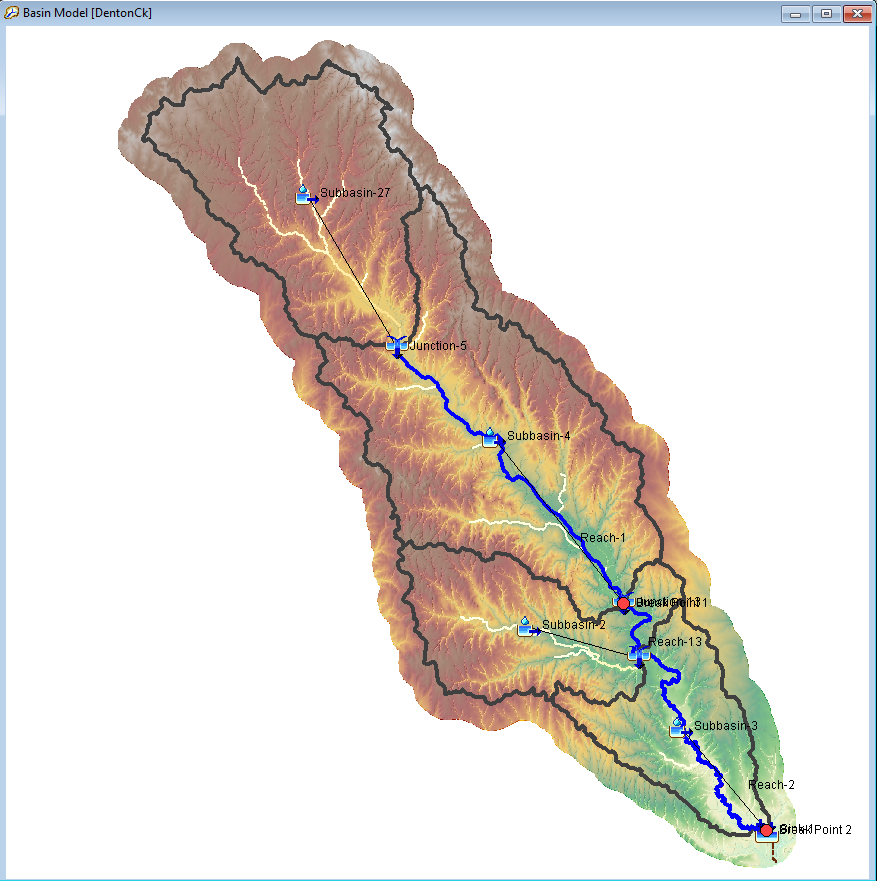 Basin Model [DentonCk]
Subbasin-27
Junction-5
Subbasin-4
Reach-1
Subbasin-2
Reach-13
Subbasin-3
Reach-2
Break Point 2